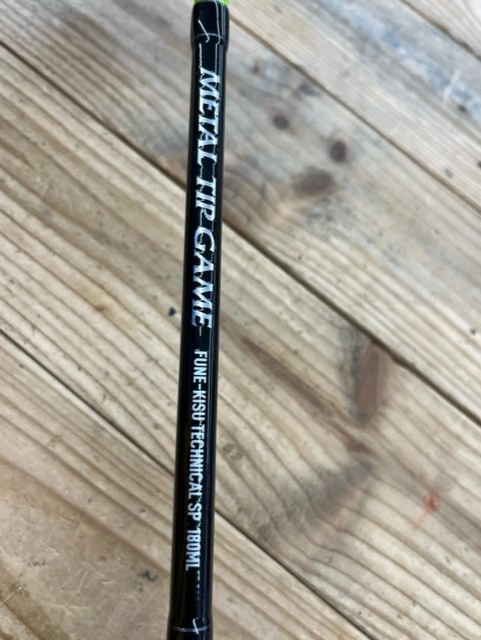 METAL TIP GAME
FUNE-KISU TECHNICAL SP 180ML